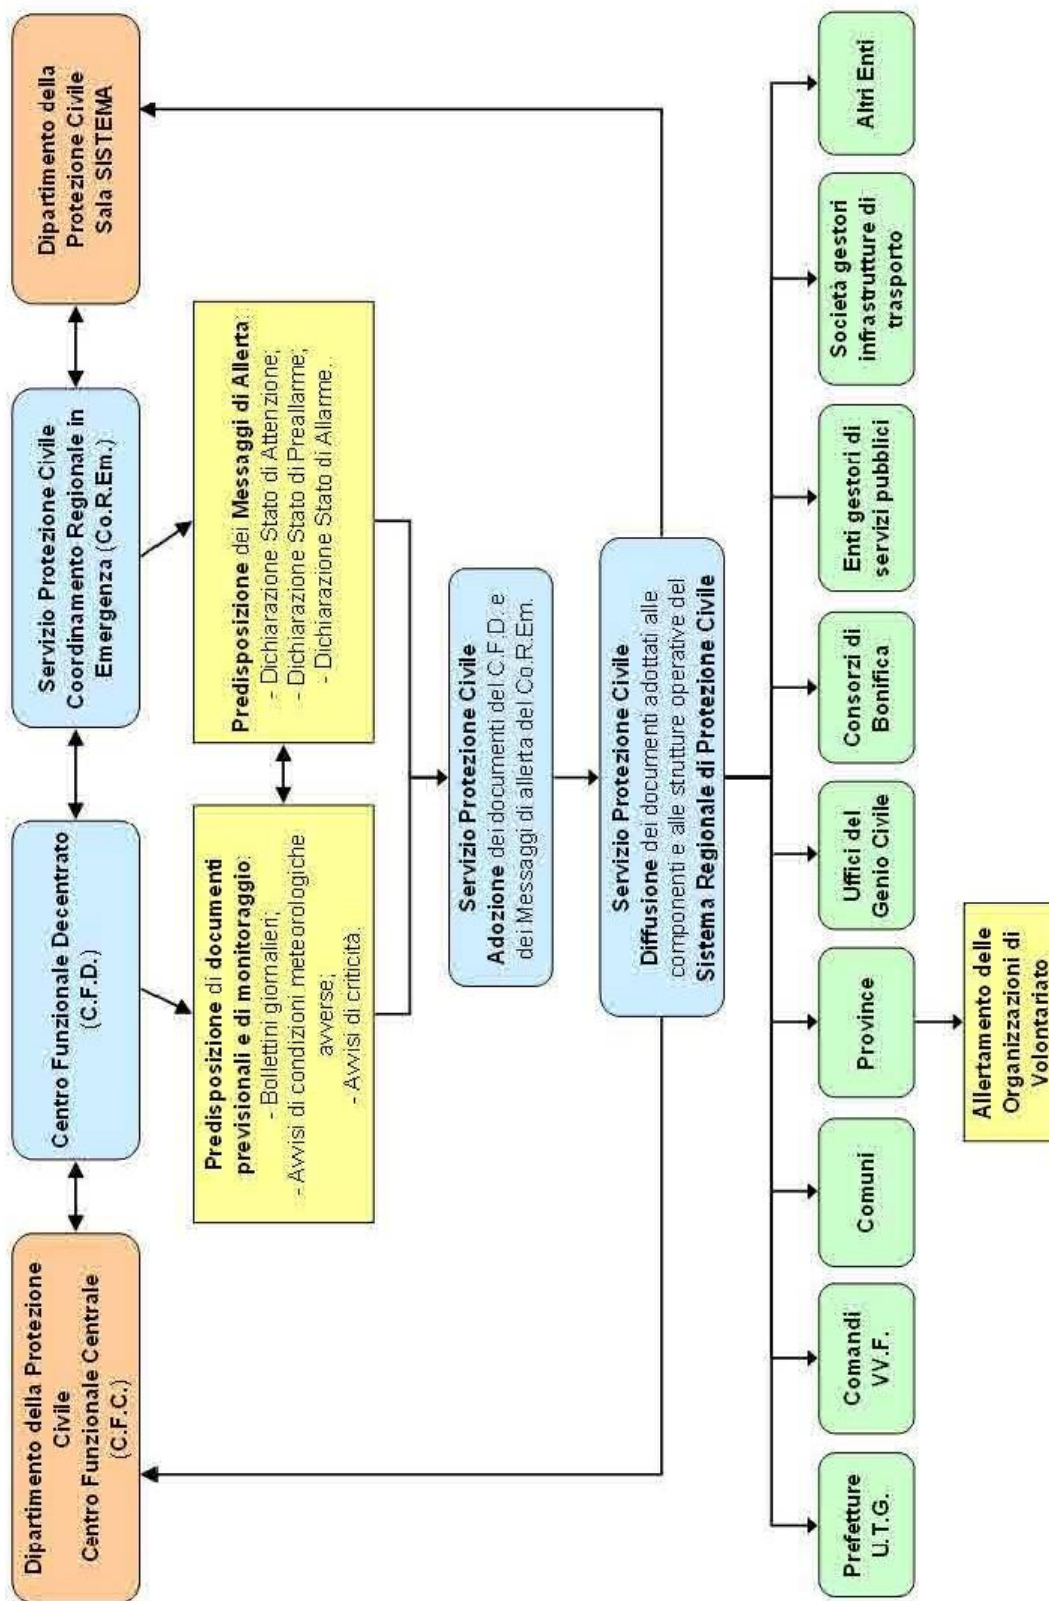 Dipartimento della Protezione
Civile
Centro Funzionale Centrale
(C.F.C.)
Centro Funzionale Decentrato
(C.F.D.)
Servizio Protezione Civile
Coordinamento Regionale in
Emergenza (Co.R.Em.)
Dipartimento della
Protezione Civile
Sala SISTEMA
Predisposizione di documenti
previsionali e di monitoraggio:
- Bollettini giornalieri;
- Avvisi di condizioni meteorologiche
avverse;
- Avvisi di criticità.
Predisposizione dei Messaggi di Allerta:
- Dichiarazione Stato di Attenzione;
- Dichiarazione Stato di Preallarme;
- Dichiarazione Stato di Allarme.
Servizio Protezione Civile
Adozione dei documenti del C.F.D. e
dei Messaggi di allerta del Co.R.Em.
Servizio Protezione Civile
Diffusione dei documenti adottati alle
componenti e alle strutture operative del
Sistema Regionale di Protezione Civile
Prefetture
U.T.G.
Comandi
VV.F.
Comuni
Province
Uffici del
Genio Civile
Consorzi di
Bonifica
Enti gestori di
servizi pubblici
Società gestori
infrastrutture di
trasporto
Altri Enti
Allertamento delle
Organizzazioni di
Volontariato